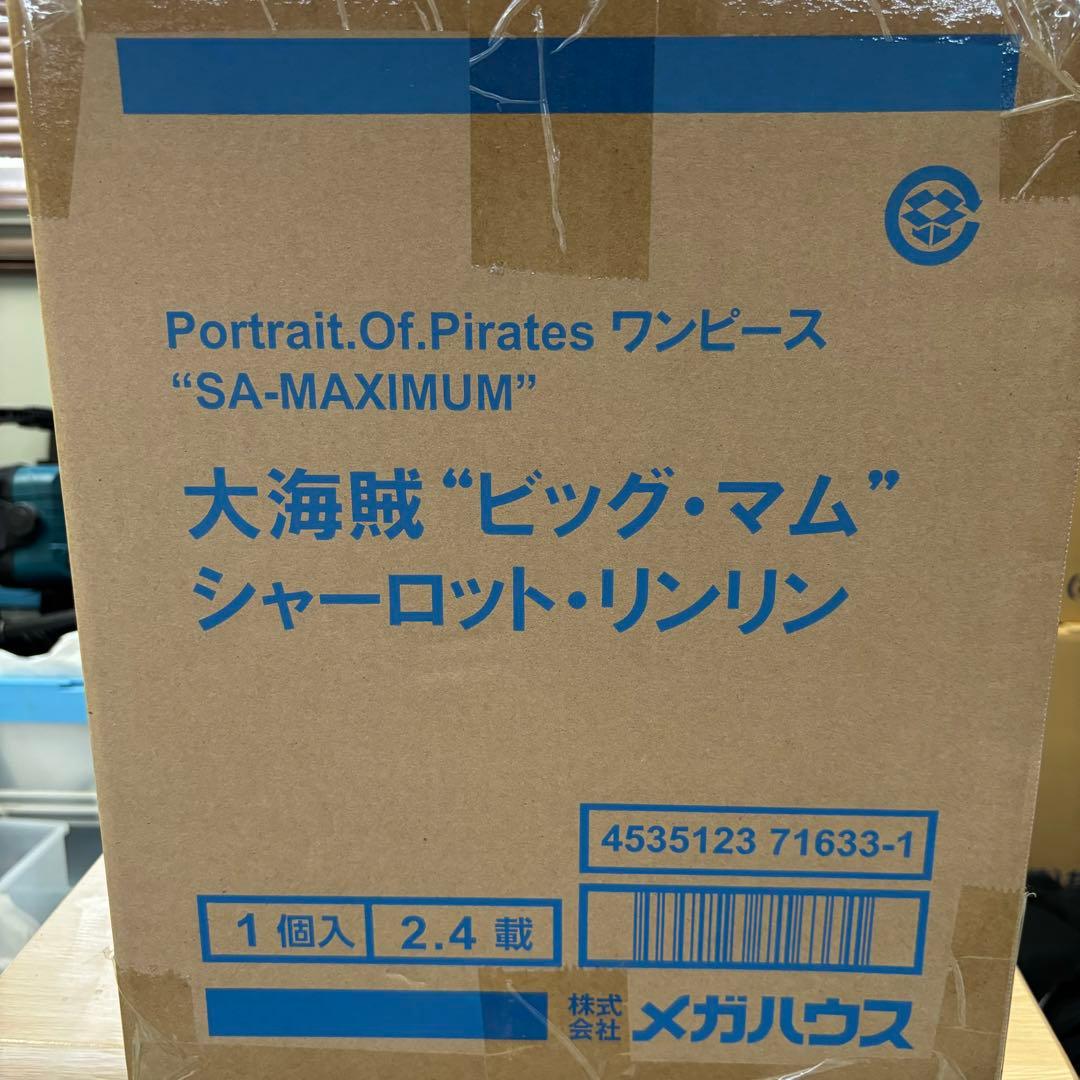 Portrait.Of.Pirates ワンピース
“SA-MAXIMUM”
大海賊“ビッグ・マム”
シャーロット・リンリン
4535123 71633-1
1 個入 2.4 載
株式会社 メガハウス